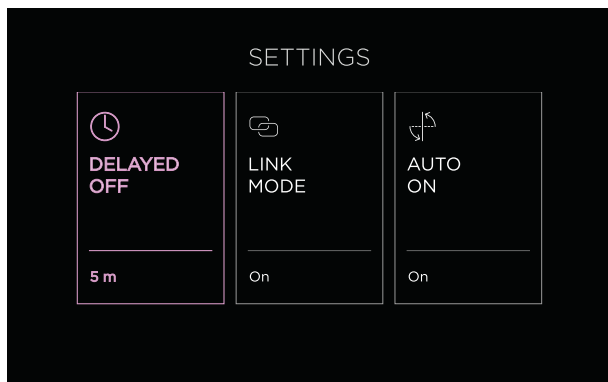 SETTINGS
DELAYED
OFF
5 m
LINK
MODE
On
AUTO
ON
On